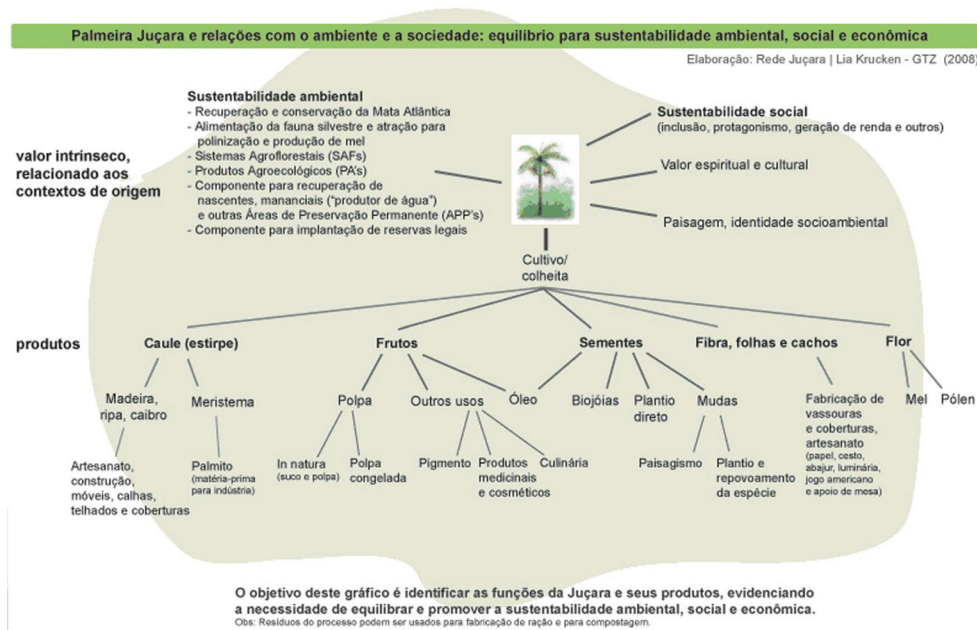 Palmeira Juçara e relações com o ambiente e a sociedade: equilíbrio para sustentabilidade ambiental, social e econômica
Elaboração: Rede Juçara | Lia Krucken - GTZ (2008)
valor intrínseco,
relacionado aos
contextos de origem
Sustentabilidade ambiental
- Recuperação e conservação da Mata Atlântica
- Alimentação da fauna silvestre e atração para
polinização e produção de mel
- Sistemas Agroflorestais (SAFs)
- Produtos Agroecológicos (PA's)
- Componente para recuperação de
nascentes, mananciais ("produtor de água")
e outras Áreas de Preservação Permanente (APP's)
- Componente para implantação de reservas legais
Sustentabilidade social
(inclusão, protagonismo, geração de renda e outros)
Valor espiritual e cultural
Paisagem, identidade socioambiental
Cultivo/
colheita
produtos
Caule (estirpe)
Frutos
Sementes
Fibra, folhas e cachos
Flor
Madeira,
ripa, caibro
Meristema
Polpa
Outros usos
Óleo
Biojóias
Plantio
direto
Mudas
Fabricação de
vassouras
e coberturas,
artesanato
(papel, cesto,
abajur, luminária,
jogo americano
e apoio de mesa)
Mel
Pólen
Artesanato,
construção,
móveis, calhas,
telhados e coberturas
Palmito
(matéria-prima
para indústria)
In natura
(suco e polpa)
Polpa
congelada
Pigmento
Produtos
medicinais
e cosméticos
Culinária
Paisagismo
Plantio e
repovoamento
da espécie
O objetivo deste gráfico é identificar as funções da Juçara e seus produtos, evidenciando
a necessidade de equilibrar e promover a sustentabilidade ambiental, social e econômica.
Obs: Resíduos do processo podem ser usados para fabricação de ração e para compostagem.